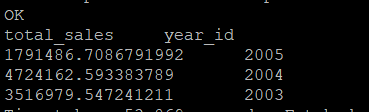 OK
total_sales year_id
1791486.7086791992 2005
4724162.593383789 2004
3516979.547241211 2003